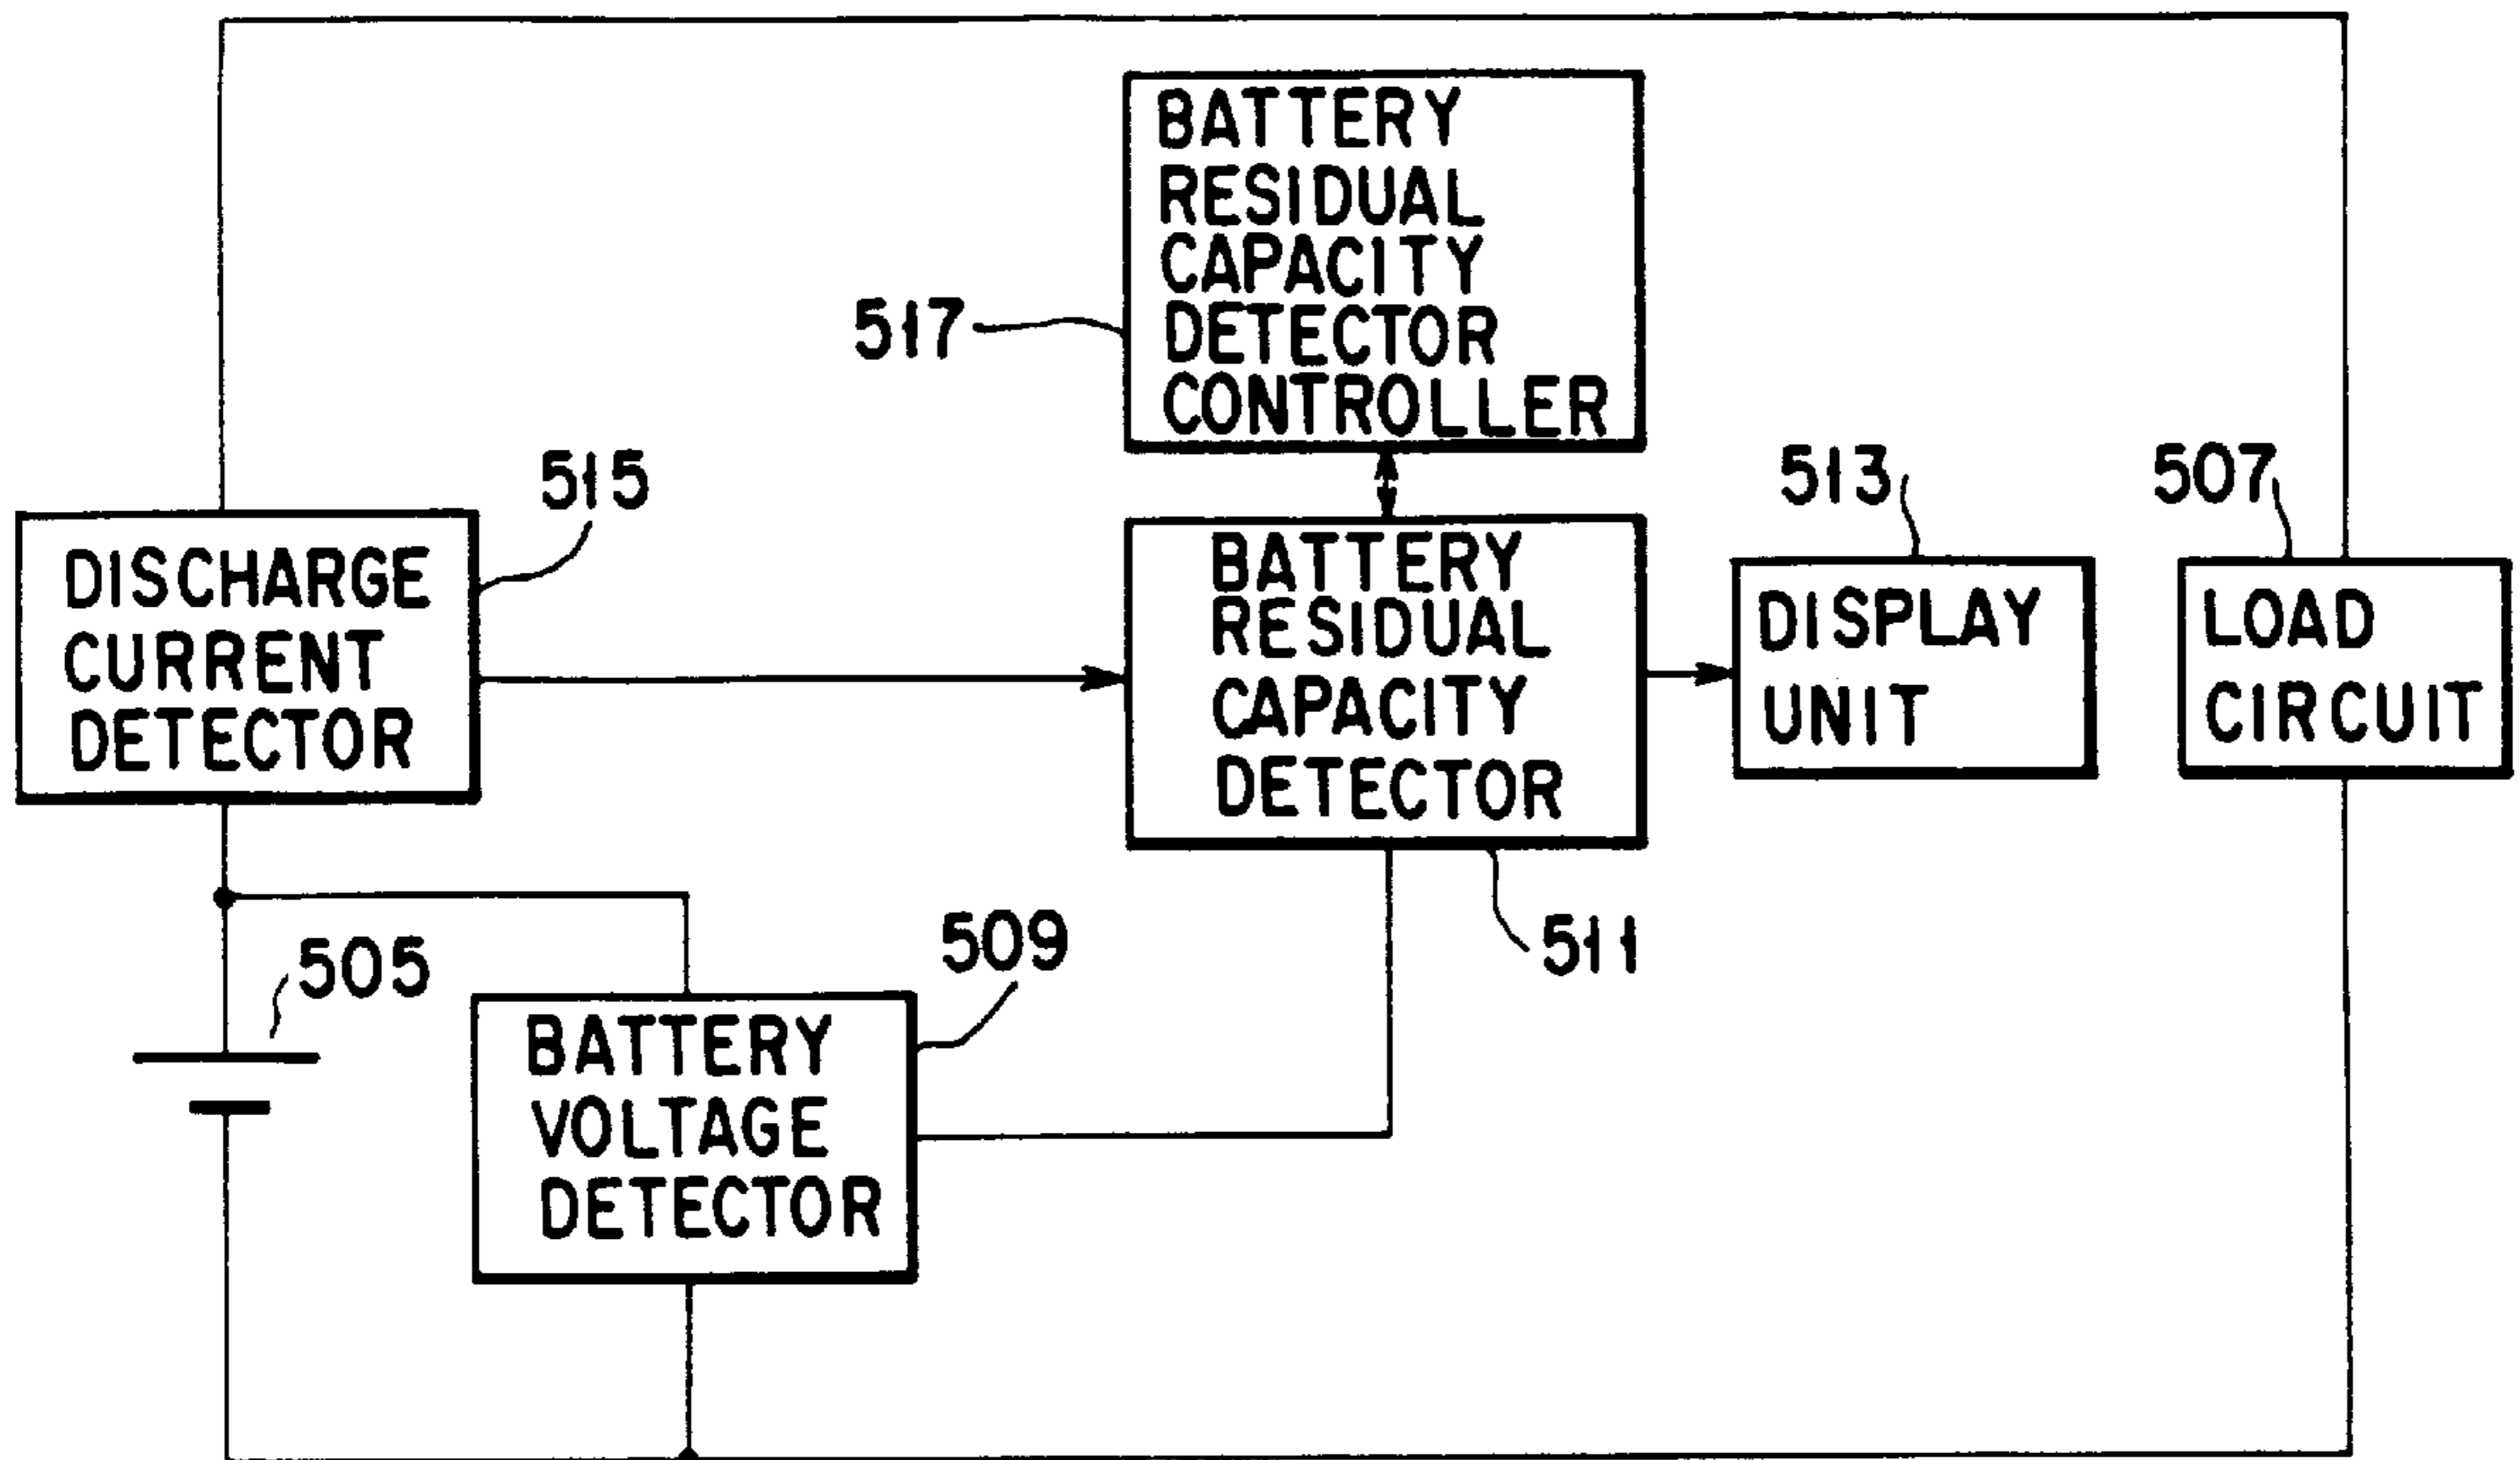 BATTERY
RESIDUAL
CAPACITY
DETECTOR
CONTROLLER
517
515
513
507
DISCHARGE
CURRENT
DETECTOR
BATTERY
RESIDUAL
CAPACITY
DETECTOR
DISPLAY
UNIT
LOAD
CIRCUIT
505
509
511
BATTERY
VOLTAGE
DETECTOR